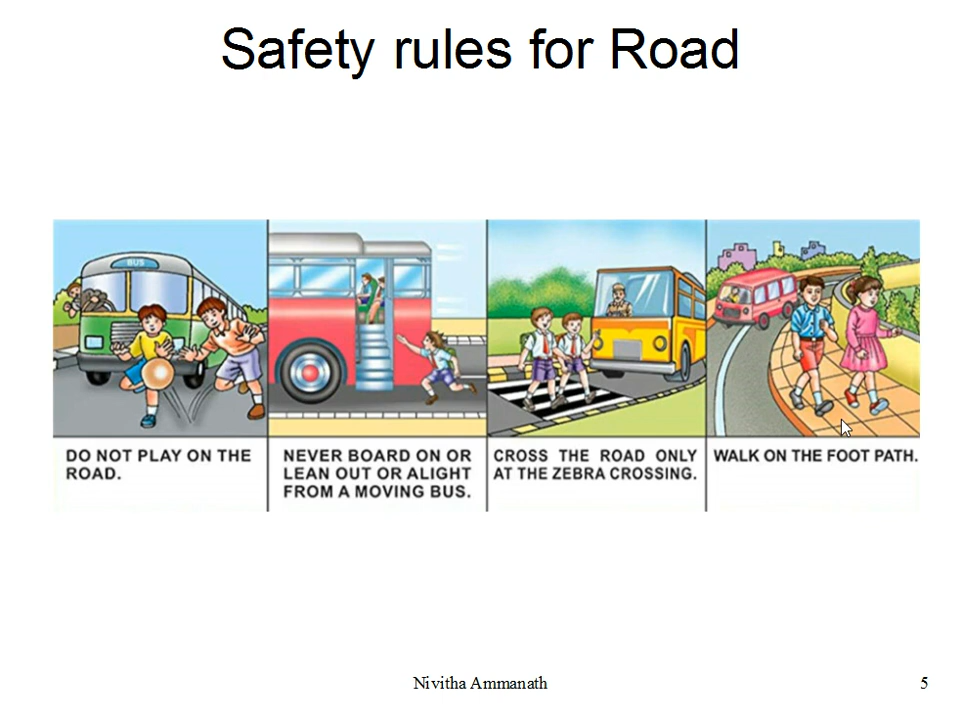 Safety rules for Road
BUS
DO NOT PLAY ON THE
ROAD.
NEVER BOARD ON OR
LEAN OUT OR ALIGHT
FROM A MOVING BUS.
CROSS THE ROAD ONLY
AT THE ZEBRA CROSSING.
WALK ON THE FOOT PATH.
Nivitha Ammanath
5